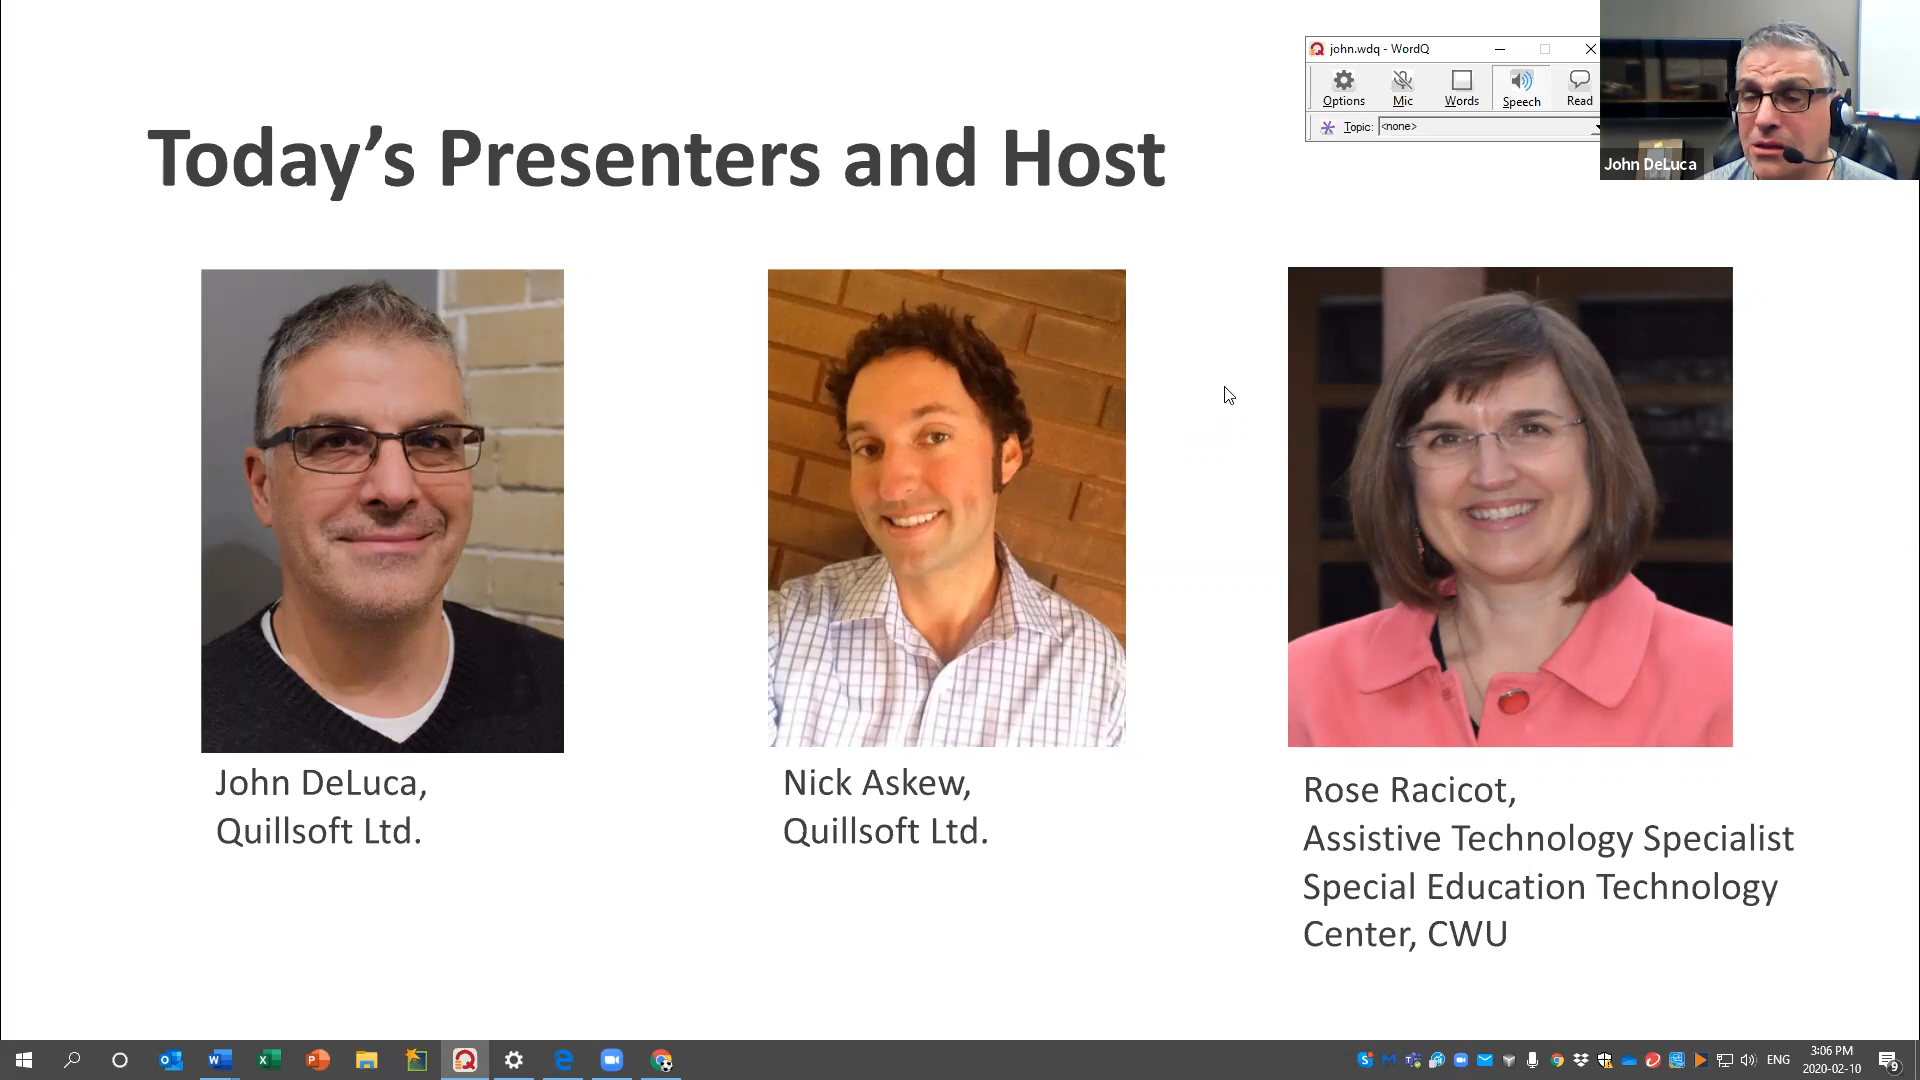 john.wdq - WordQ
Options Mic Words Speech Read
Topic: <none>
John DeLuca
Today’s Presenters and Host
John DeLuca,
Quillsoft Ltd.
Nick Askew,
Quillsoft Ltd.
Rose Racicot,
Assistive Technology Specialist
Special Education Technology
Center, CWU
ENG
3:06 PM
2020-02-10
9